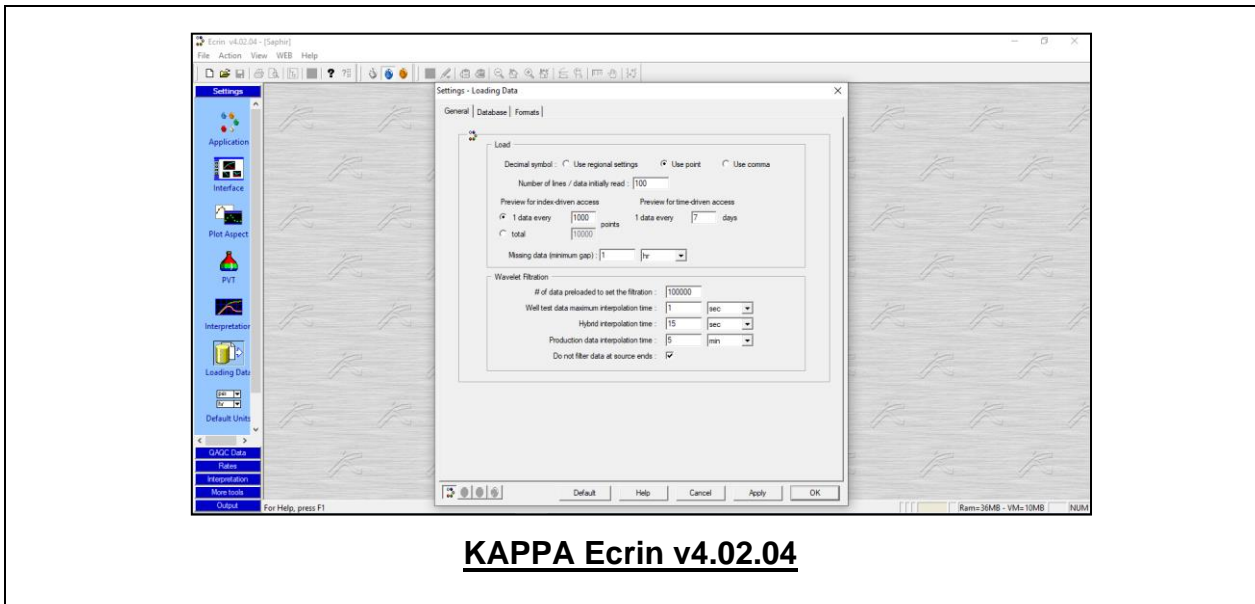 Ecrin v4.02.04 - [Saphir]
File Action View WEB Help
Settings
Application
Interface
Plot Aspect
PVT
Interpretation
Loading Data
Default Units
QAQC Data
Rates
Interpretation
More tools
Output
Settings - Loading Data
General Database Formats
Load
Decimal symbol : Use regional settings Use point Use comma
Number of lines / data initially read : 100
Preview for index-driven access Preview for time-driven access
1 data every 1000 points 1 data every 7 days
total 10000
Missing data (minimum gap) : 1 hr
Wavelet Filtration
# of data preloaded to set the filtration : 100000
Well test data maximum interpolation time : 1 sec
Hybrid interpolation time : 15 sec
Production data interpolation time : 5 min
Do not filter data at source ends :
Default Help Cancel Apply OK
For Help, press F1
Ram=36MB - VM=10MB NUM
KAPPA Ecrin v4.02.04